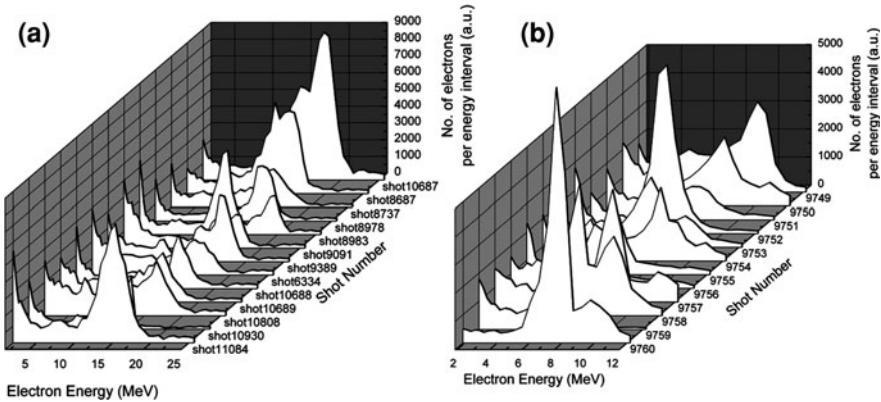 (a)
9000
8000
7000
6000
5000
4000
3000
2000
1000
0
No. of electrons
per energy interval (a.u.)
shot10687
shot8687
shot8737
shot8978
shot8983
shot9091
shot9389
shot6334
shot10688
shot10689
shot10808
shot10930
shot11084
Shot Number
5 10 15 20 25
Electron Energy (MeV)
(b)
5000
4000
3000
2000
1000
0
No. of electrons
per energy interval (a.u.)
9749
9750
9751
9752
9753
9754
9755
9756
9757
9758
9759
9760
Shot Number
2 4 6 8 10 12
Electron Energy (MeV)